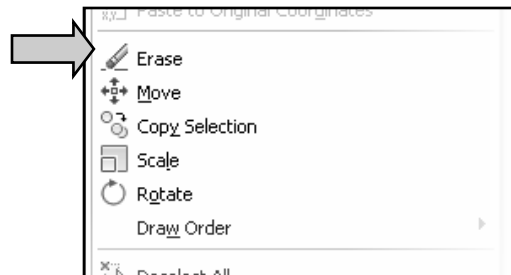 Paste to Original Coordinates
Erase
Move
Copy Selection
Scale
Rotate
Draw Order
Deselect All